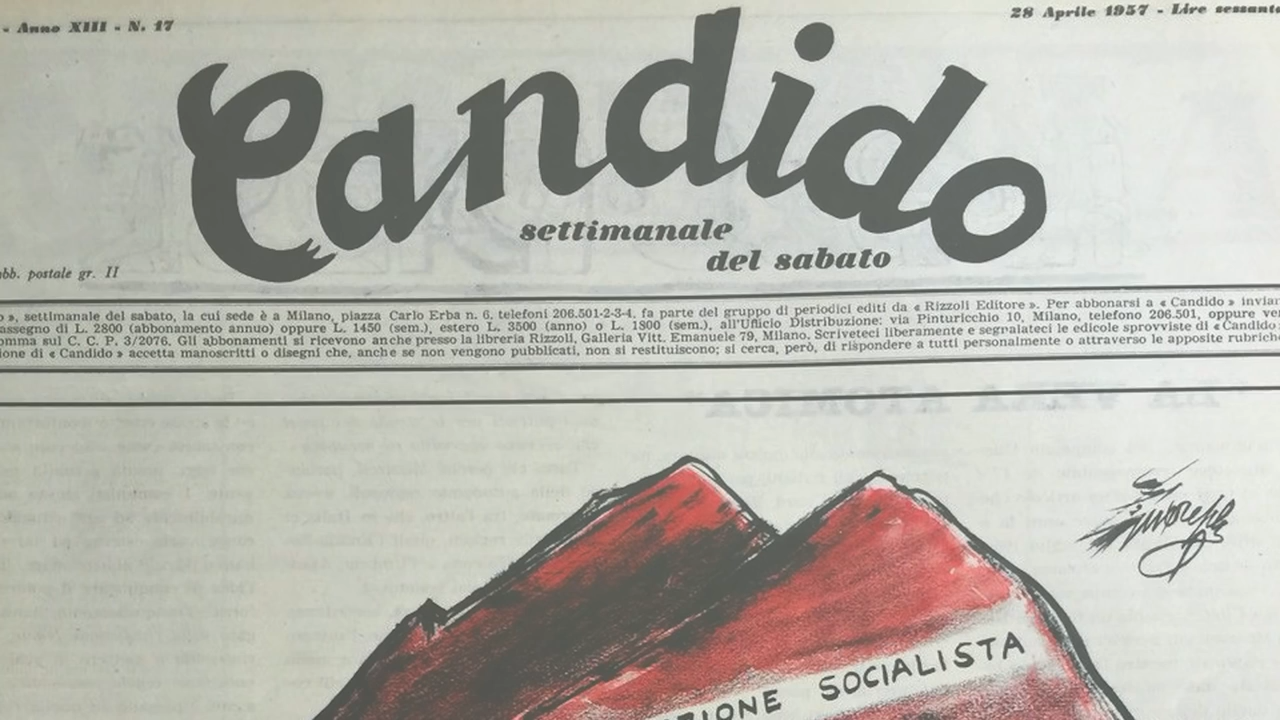 - Anno XIII - N. 17
28 Aprile 1957 - Lire sessanta
Candido
settimanale
del sabato
abb. postale gr. II
», settimanale del sabato, la cui sede è a Milano, piazza Carlo Erba n. 6, telefoni 206.501-2-3-4, fa parte del gruppo di periodici editi da « Rizzoli Editore ». Per abbonarsi a « Candido » inviar
assegno di L. 2800 (abbonamento annuo) oppure L. 1450 (sem.), estero L. 3500 (anno) o L. 1800 (sem.), all'Ufficio Distribuzione: via Pinturicchio 10, Milano, telefono 206.501, oppure ver
omma sul C. C. P. 3/2076. Gli abbonamenti si ricevono anche presso la libreria Rizzoli, Galleria Vitt. Emanuele 79, Milano. Scriveteci liberamente e segnalateci le edicole sprovviste di « Candido
ione di « Candido » accetta manoscritti o disegni che, anche se non vengono pubblicati, non si restituiscono; si cerca, però, di rispondere a tutti personalmente o attraverso le apposite rubriche
ZIONE SOCIALISTA